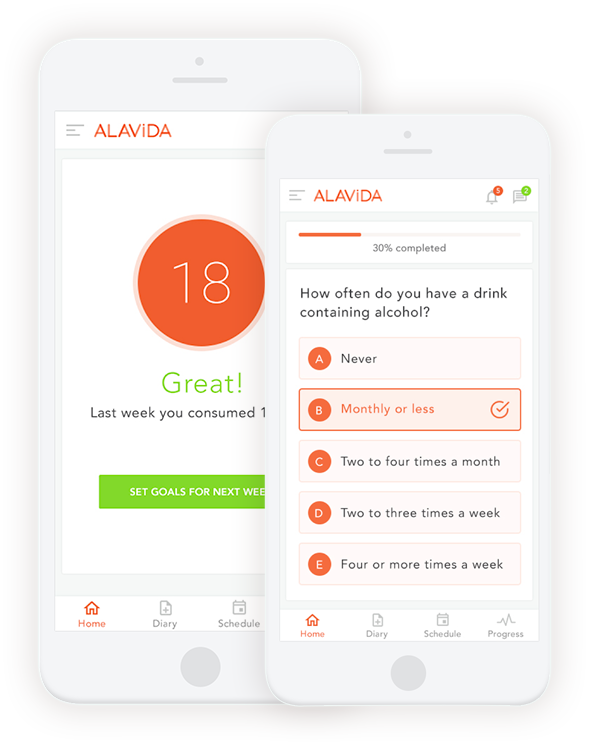 ALAViDA
18
Great!
Last week you consumed 1
SET GOALS FOR NEXT WEE
Home
Diary
Schedule
ALAViDA
5
2
30% completed
How often do you have a drink
containing alcohol?
A Never
B Monthly or less
C Two to four times a month
D Two to three times a week
E Four or more times a week
Home
Diary
Schedule
Progress